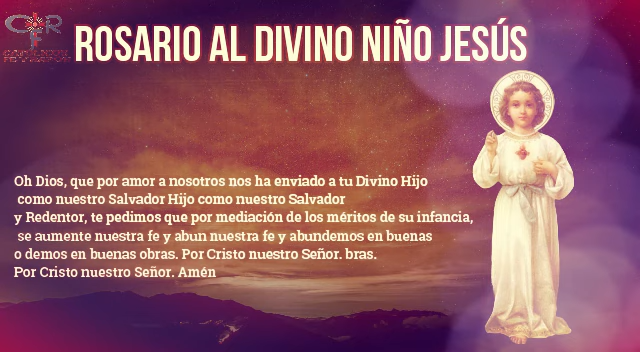 ROSARIO AL DIVINO NIÑO JESÚS
Oh Dios, que por amor a nosotros nos ha enviado a tu Divino Hijo
como nuestro Salvador Hijo como nuestro Salvador
y Redentor, te pedimos que por mediación de los méritos de su infancia,
se aumente nuestra fe y abun nuestra fe y abundemos en buenas
o demos en buenas obras. Por Cristo nuestro Señor. bras.
Por Cristo nuestro Señor. Amén